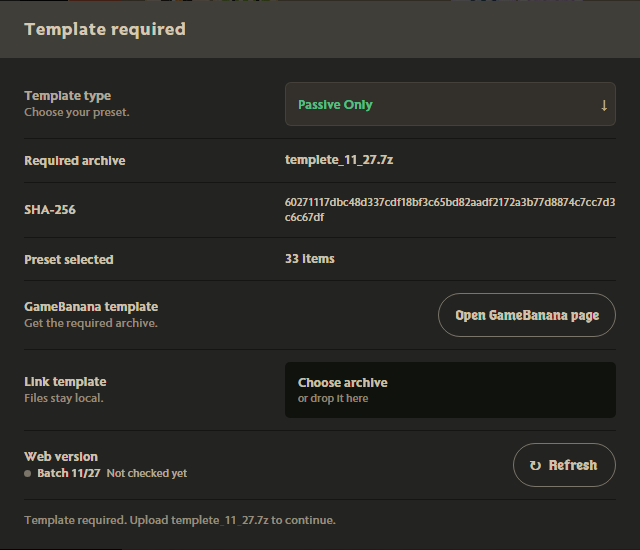 Template required
Template type
Choose your preset.
Passive Only
↓
Required archive
templete_11_27.7z
SHA-256
60271117dbc48d337cdf18bf3c65bd82aadf2172a3b77d8874c7cc7d3
c6c67df
Preset selected
33 items
GameBanana template
Get the required archive.
Open GameBanana page
Link template
Files stay local.
Choose archive
or drop it here
Web version
Batch 11/27 Not checked yet
↻ Refresh
Template required. Upload templete_11_27.7z to continue.